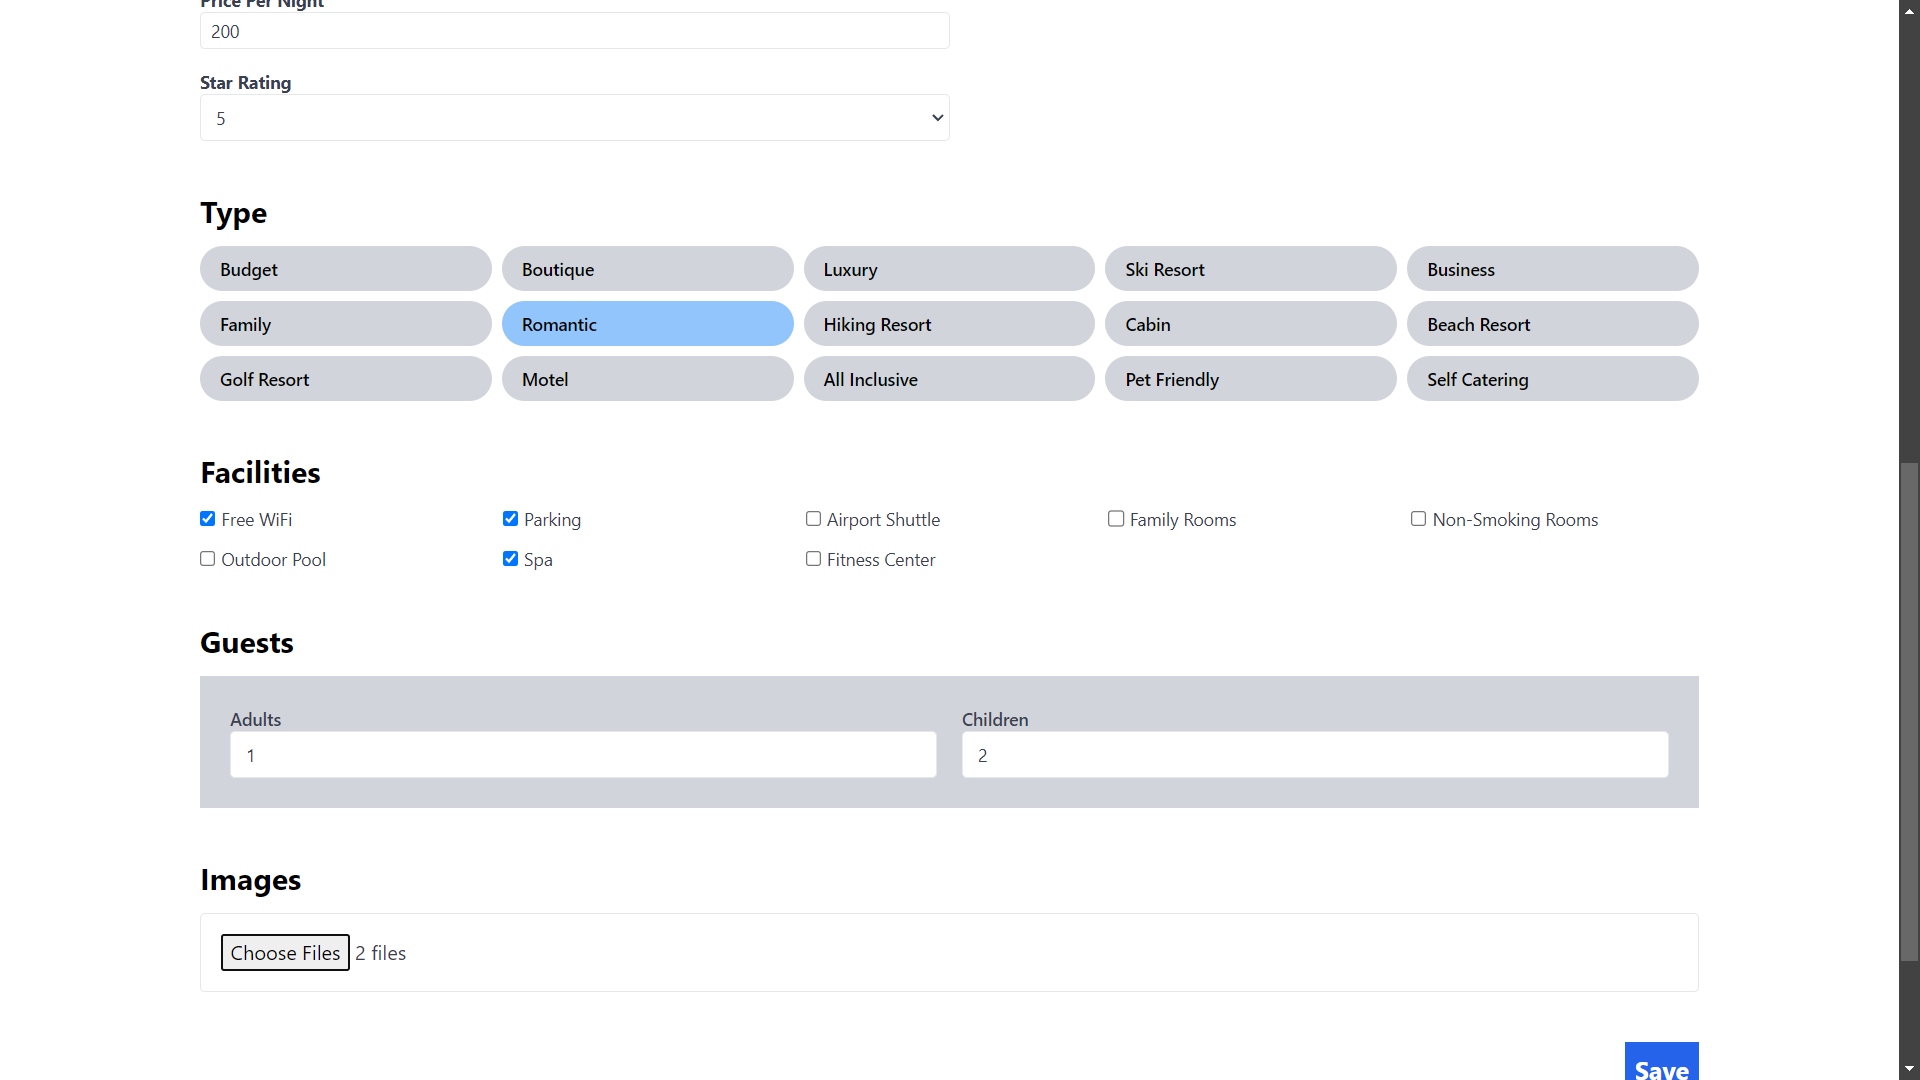 Price Per Night
200
Star Rating
5
Type
Budget Boutique Luxury Ski Resort Business
Family Romantic Hiking Resort Cabin Beach Resort
Golf Resort Motel All Inclusive Pet Friendly Self Catering
Facilities
Free WiFi Parking Airport Shuttle Family Rooms Non-Smoking Rooms
Outdoor Pool Spa Fitness Center
Guests
Adults Children
1 2
Images
Choose Files 2 files
Save